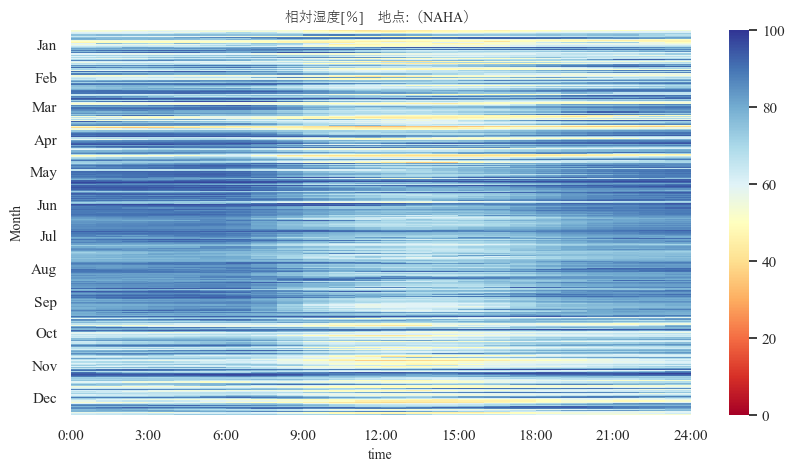 相対湿度[%] 地点:（NAHA）
Month
Jan
Feb
Mar
Apr
May
Jun
Jul
Aug
Sep
Oct
Nov
Dec
0:00 3:00 6:00 9:00 12:00 15:00 18:00 21:00 24:00
time
100
80
60
40
20
0